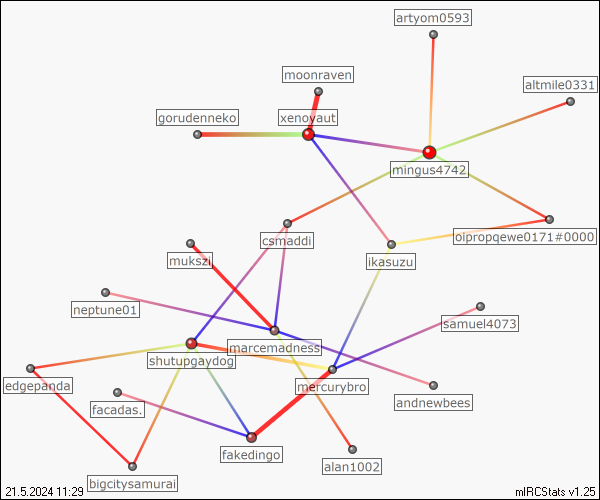 artyom0593
moonraven
altmile0331
gorudenneko
xenoyaut
mingus4742
csmaddi
oipropqewe0171#0000
mukszi
ikasuzu
neptune01
samuel4073
marcemadness
shutupgaydog
edgepanda
mercurybro
facadas.
andnewbees
fakedingo
alan1002
bigcitysamurai
21.5.2024 11:29
mIRCStats v1.25